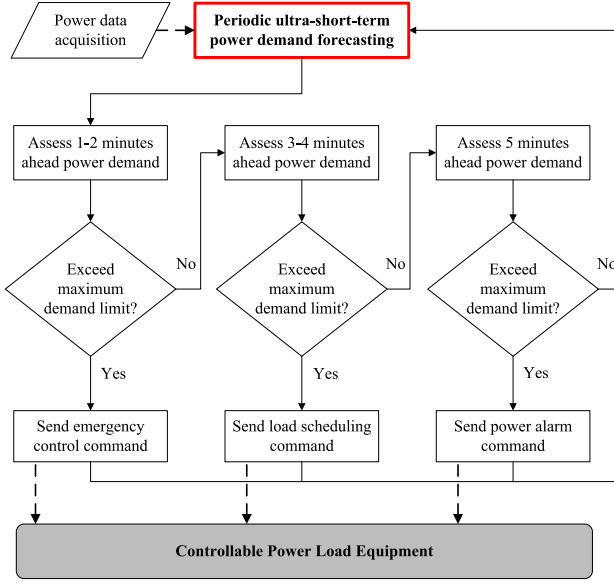 Power data
acquisition
Periodic ultra-short-term
power demand forecasting
Assess 1-2 minutes
ahead power demand
Assess 3-4 minutes
ahead power demand
Assess 5 minutes
ahead power demand
Exceed
maximum
demand limit?
No
Exceed
maximum
demand limit?
No
Exceed
maximum
demand limit?
No
Yes
Yes
Yes
Send emergency
control command
Send load scheduling
command
Send power alarm
command
Controllable Power Load Equipment